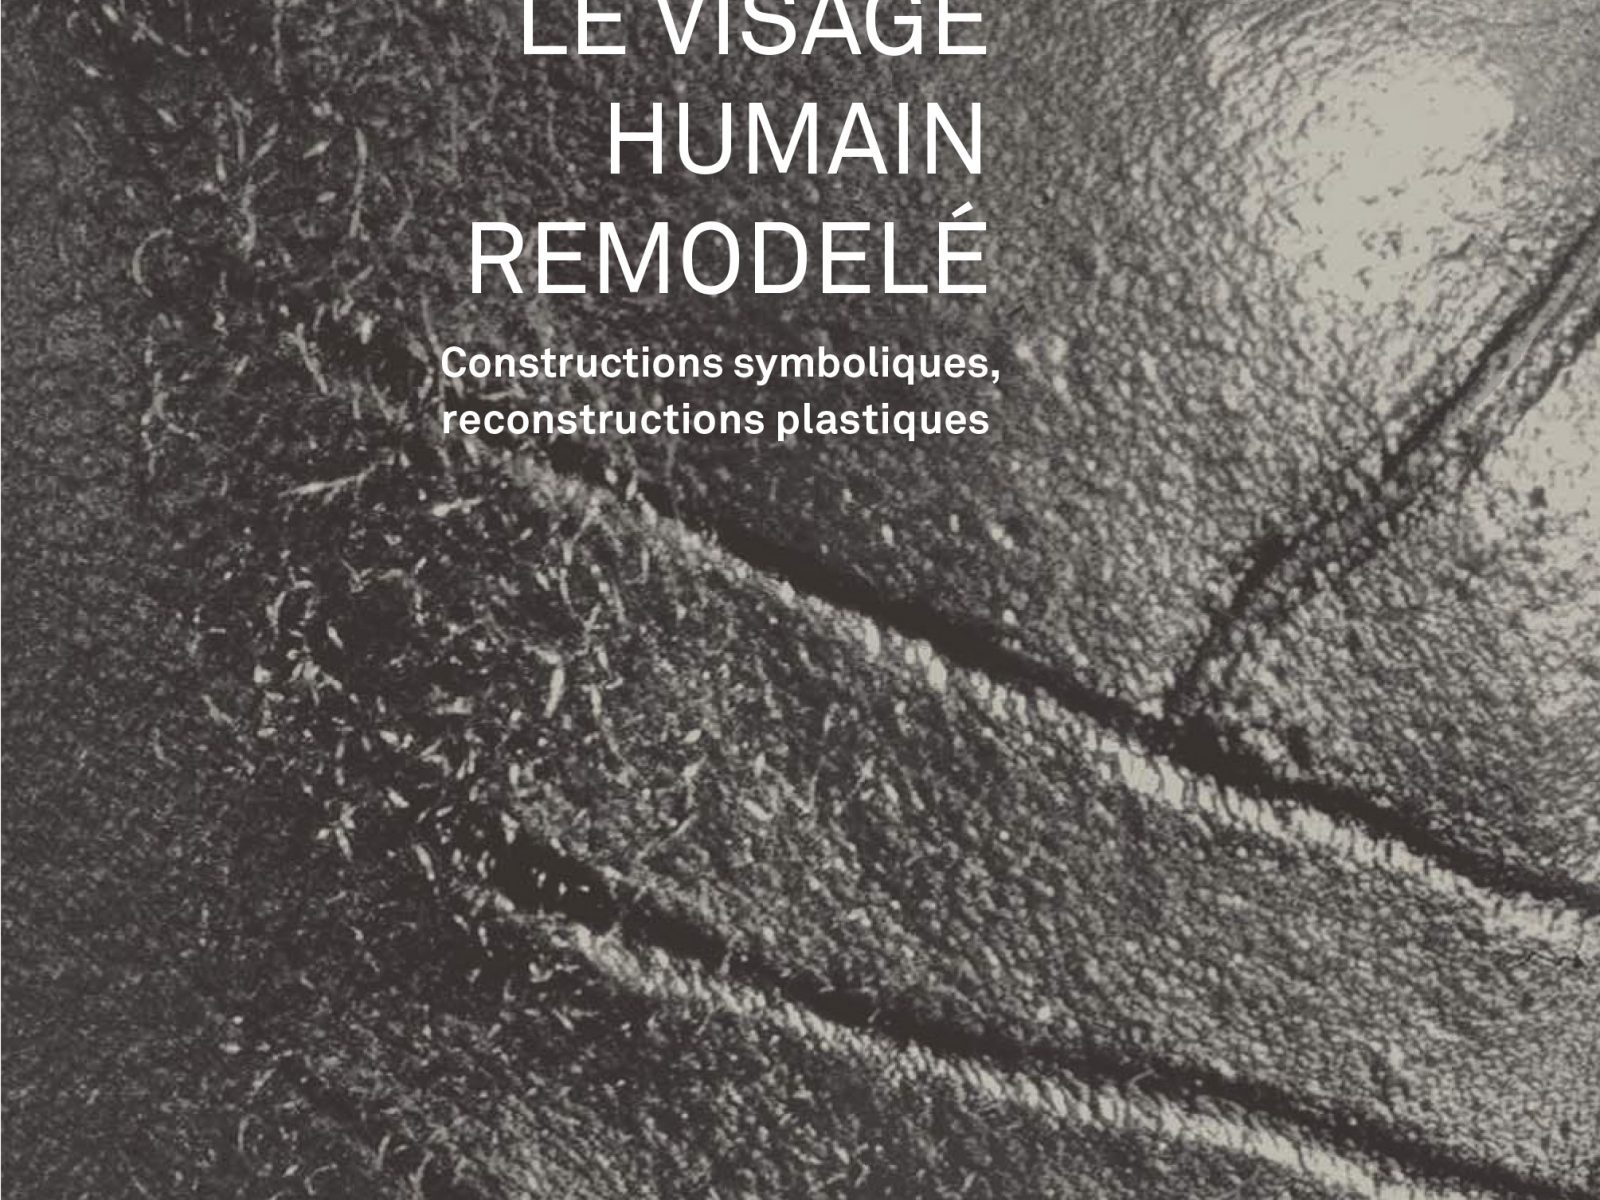 LE VISAGE
HUMAIN
REMODELÉ
Constructions symboliques,
reconstructions plastiques